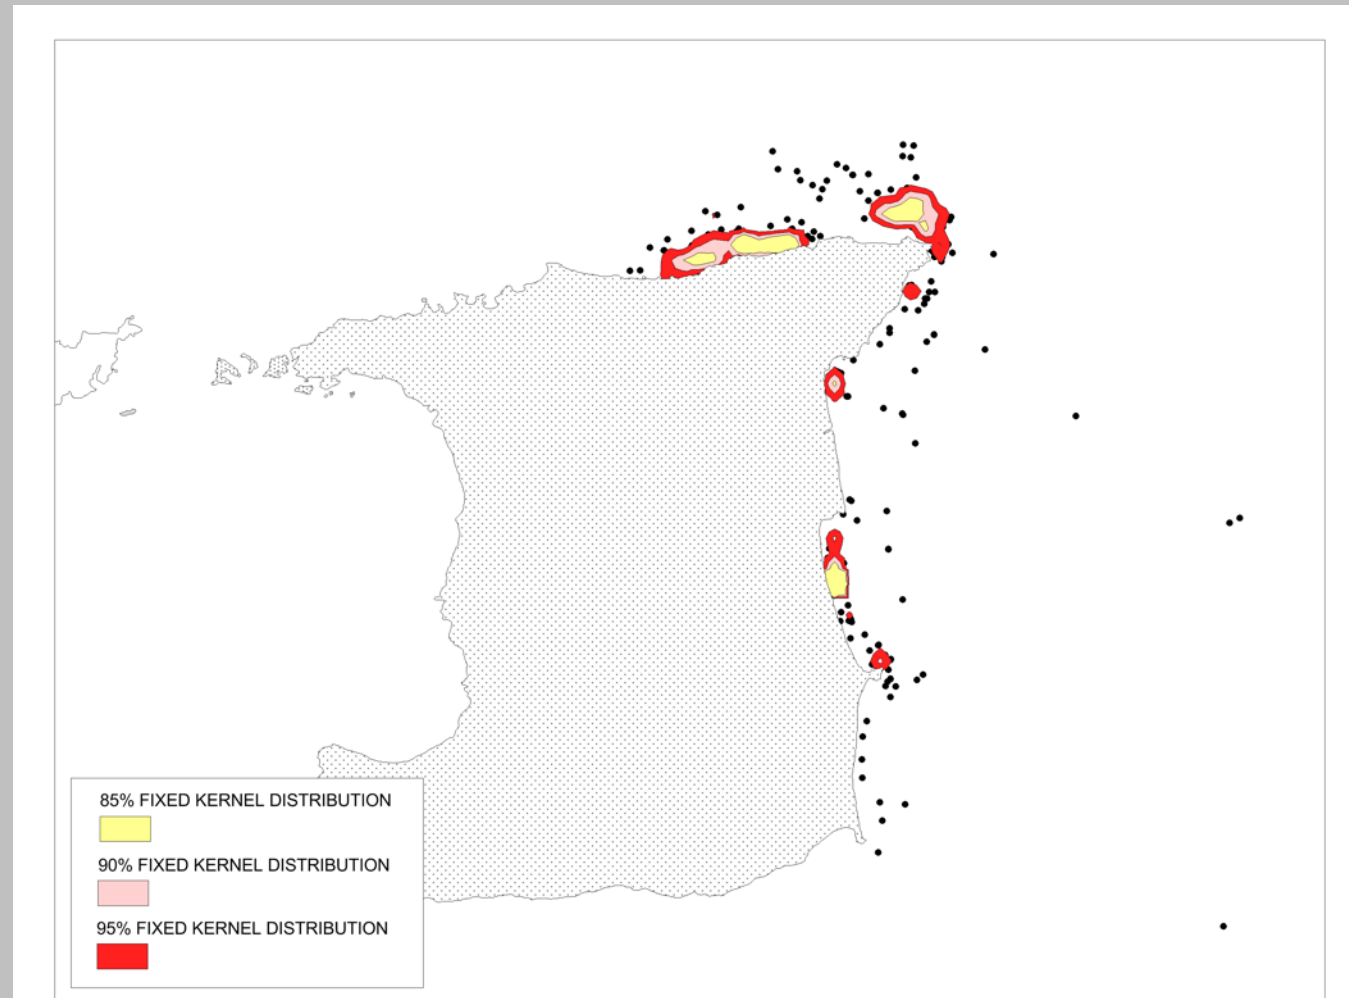 85% FIXED KERNEL DISTRIBUTION
90% FIXED KERNEL DISTRIBUTION
95% FIXED KERNEL DISTRIBUTION